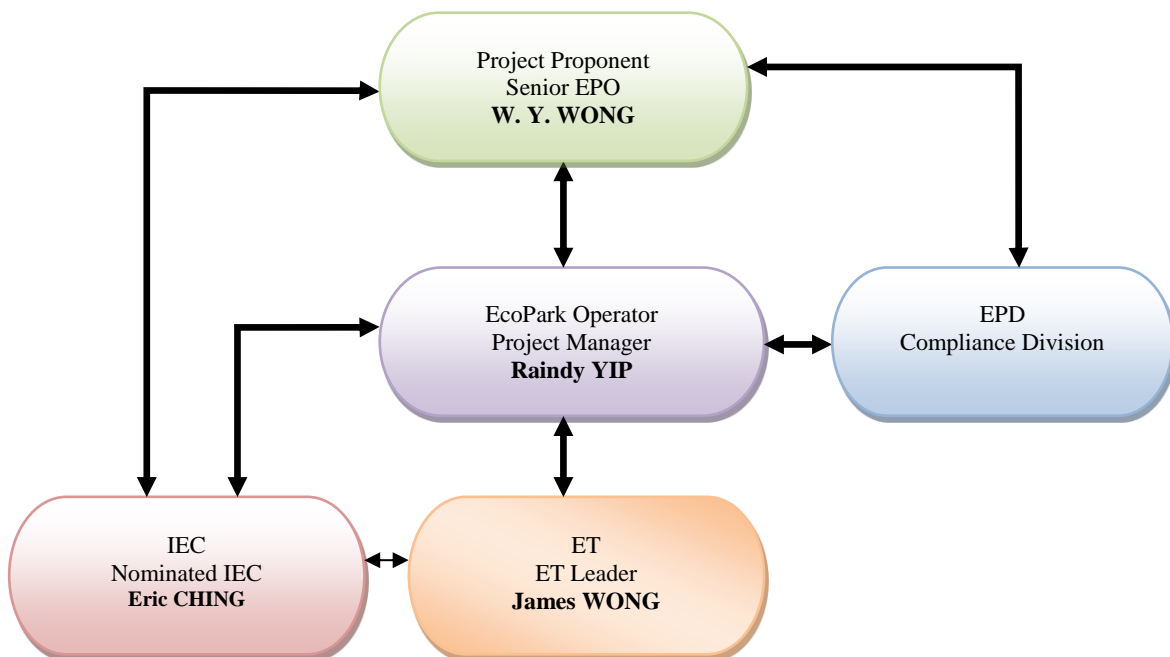 Project Proponent
Senior EPO
W. Y. WONG
EcoPark Operator
Project Manager
Raindy YIP
EPD
Compliance Division
IEC
Nominated IEC
Eric CHING
ET
ET Leader
James WONG